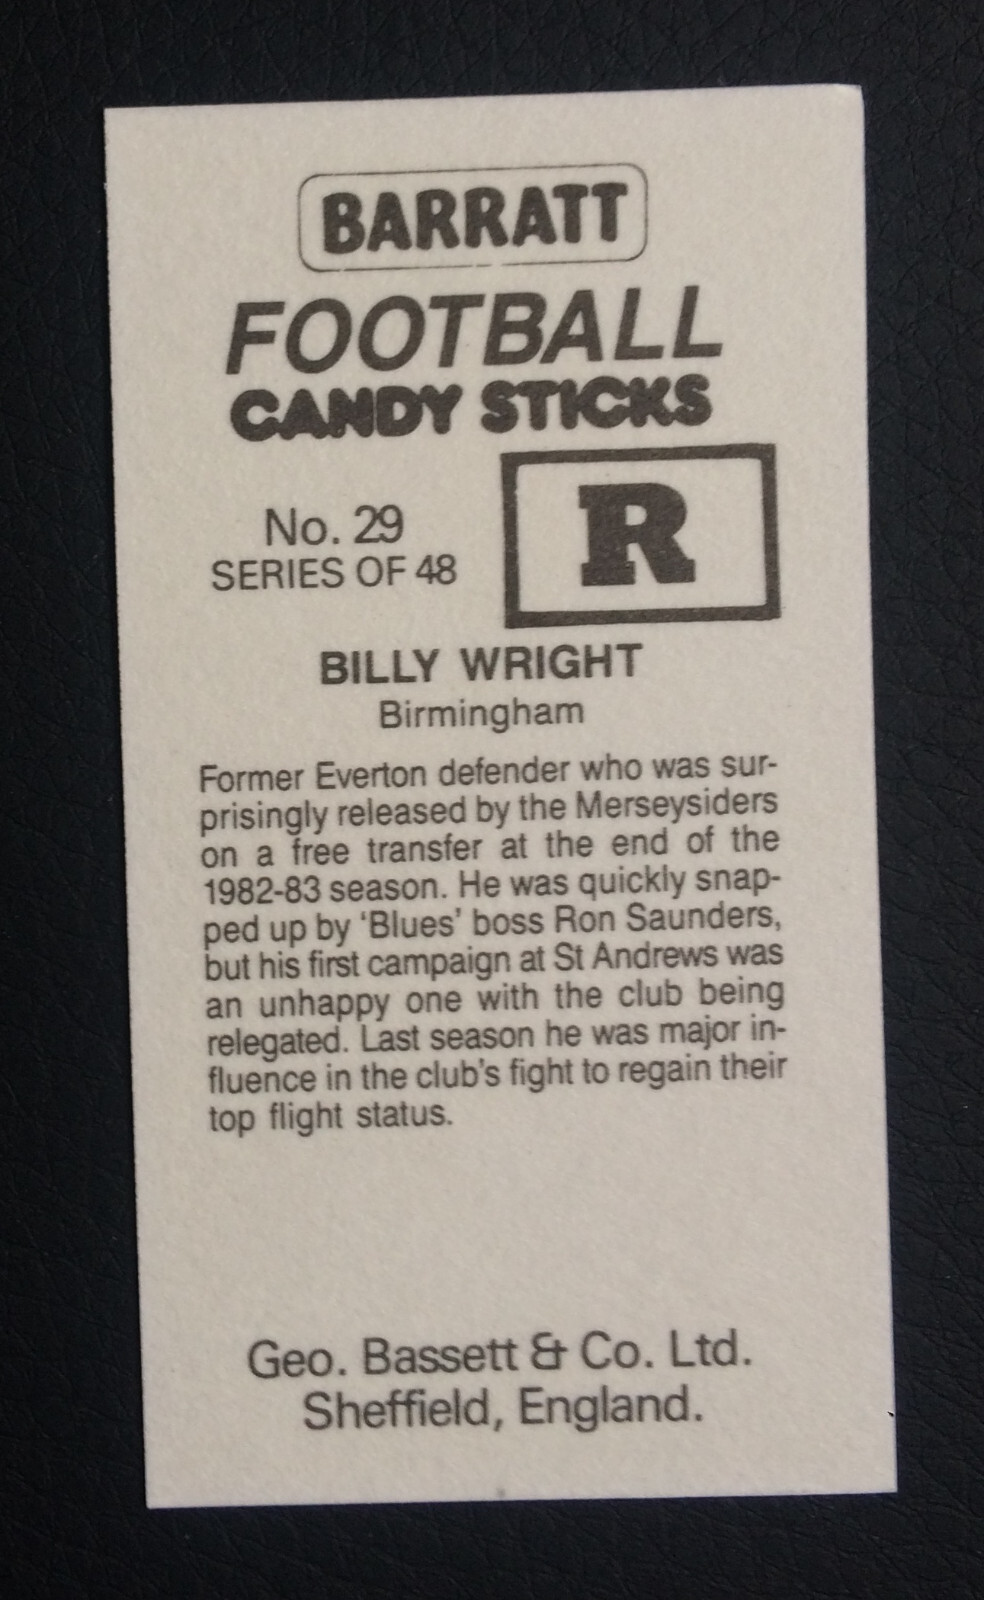 BARRATT
FOOTBALL
CANDY STICKS
No. 29
SERIES OF 48
R
BILLY WRIGHT
Birmingham
Former Everton defender who was sur-
prisingly released by the Merseysiders
on a free transfer at the end of the
1982-83 season. He was quickly snap-
ped up by ‘Blues’ boss Ron Saunders,
but his first campaign at St Andrews was
an unhappy one with the club being
relegated. Last season he was major in-
fluence in the club's fight to regain their
top flight status.
Geo. Bassett & Co. Ltd.
Sheffield, England.